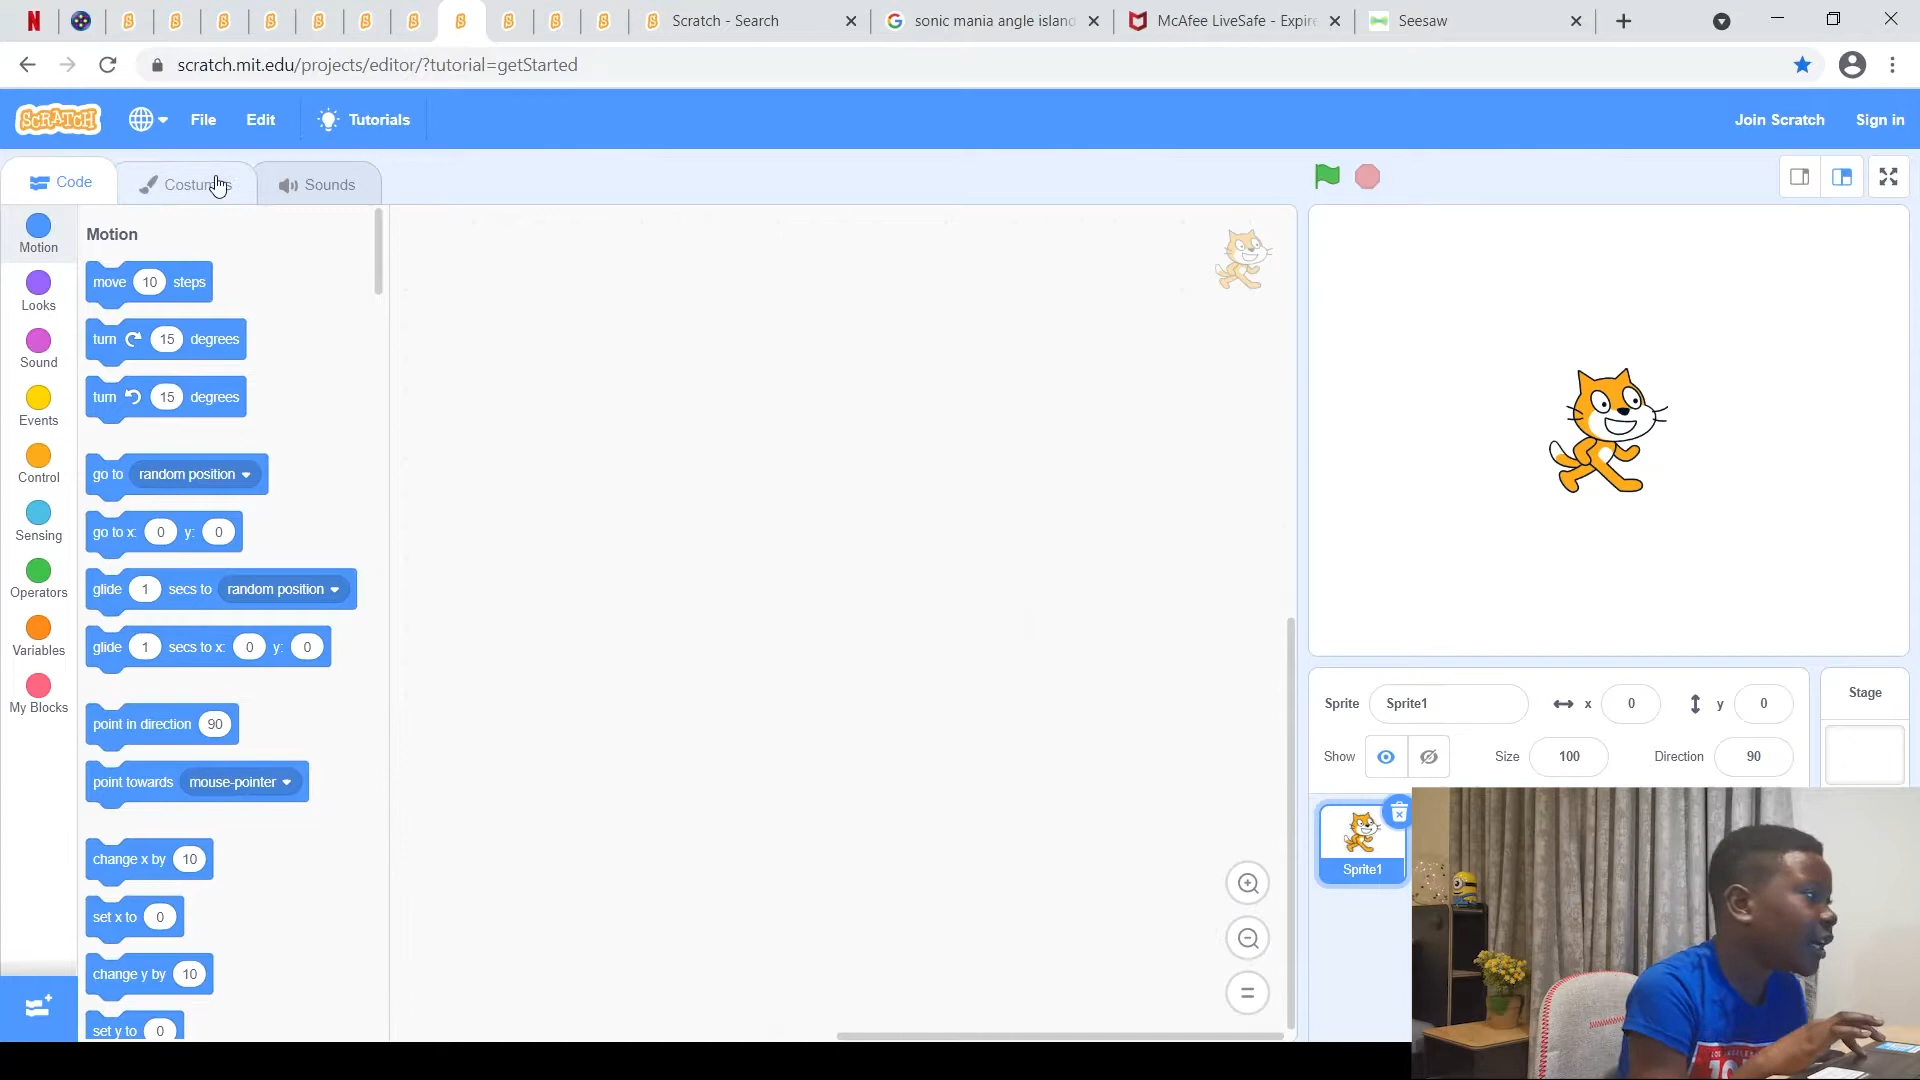 Scratch - Search
sonic mania angle island
McAfee LiveSafe - Expire
Seesaw
scratch.mit.edu/projects/editor/?tutorial=getStarted
SCRATCH
File
Edit
Tutorials
Join Scratch
Sign in
Code
Sounds
Motion
Looks
Sound
Events
Control
Sensing
Operators
Variables
My Blocks
Motion
move 10 steps
turn 15 degrees
turn 15 degrees
go to random position
go to x: 0 y: 0
glide 1 secs to random position
glide 1 secs to x: 0 y: 0
point in direction 90
point towards mouse-pointer
change x by 10
set x to 0
change y by 10
set y to 0
Sprite Sprite1 x 0 y 0
Show Size 100 Direction 90
Stage
Sprite1